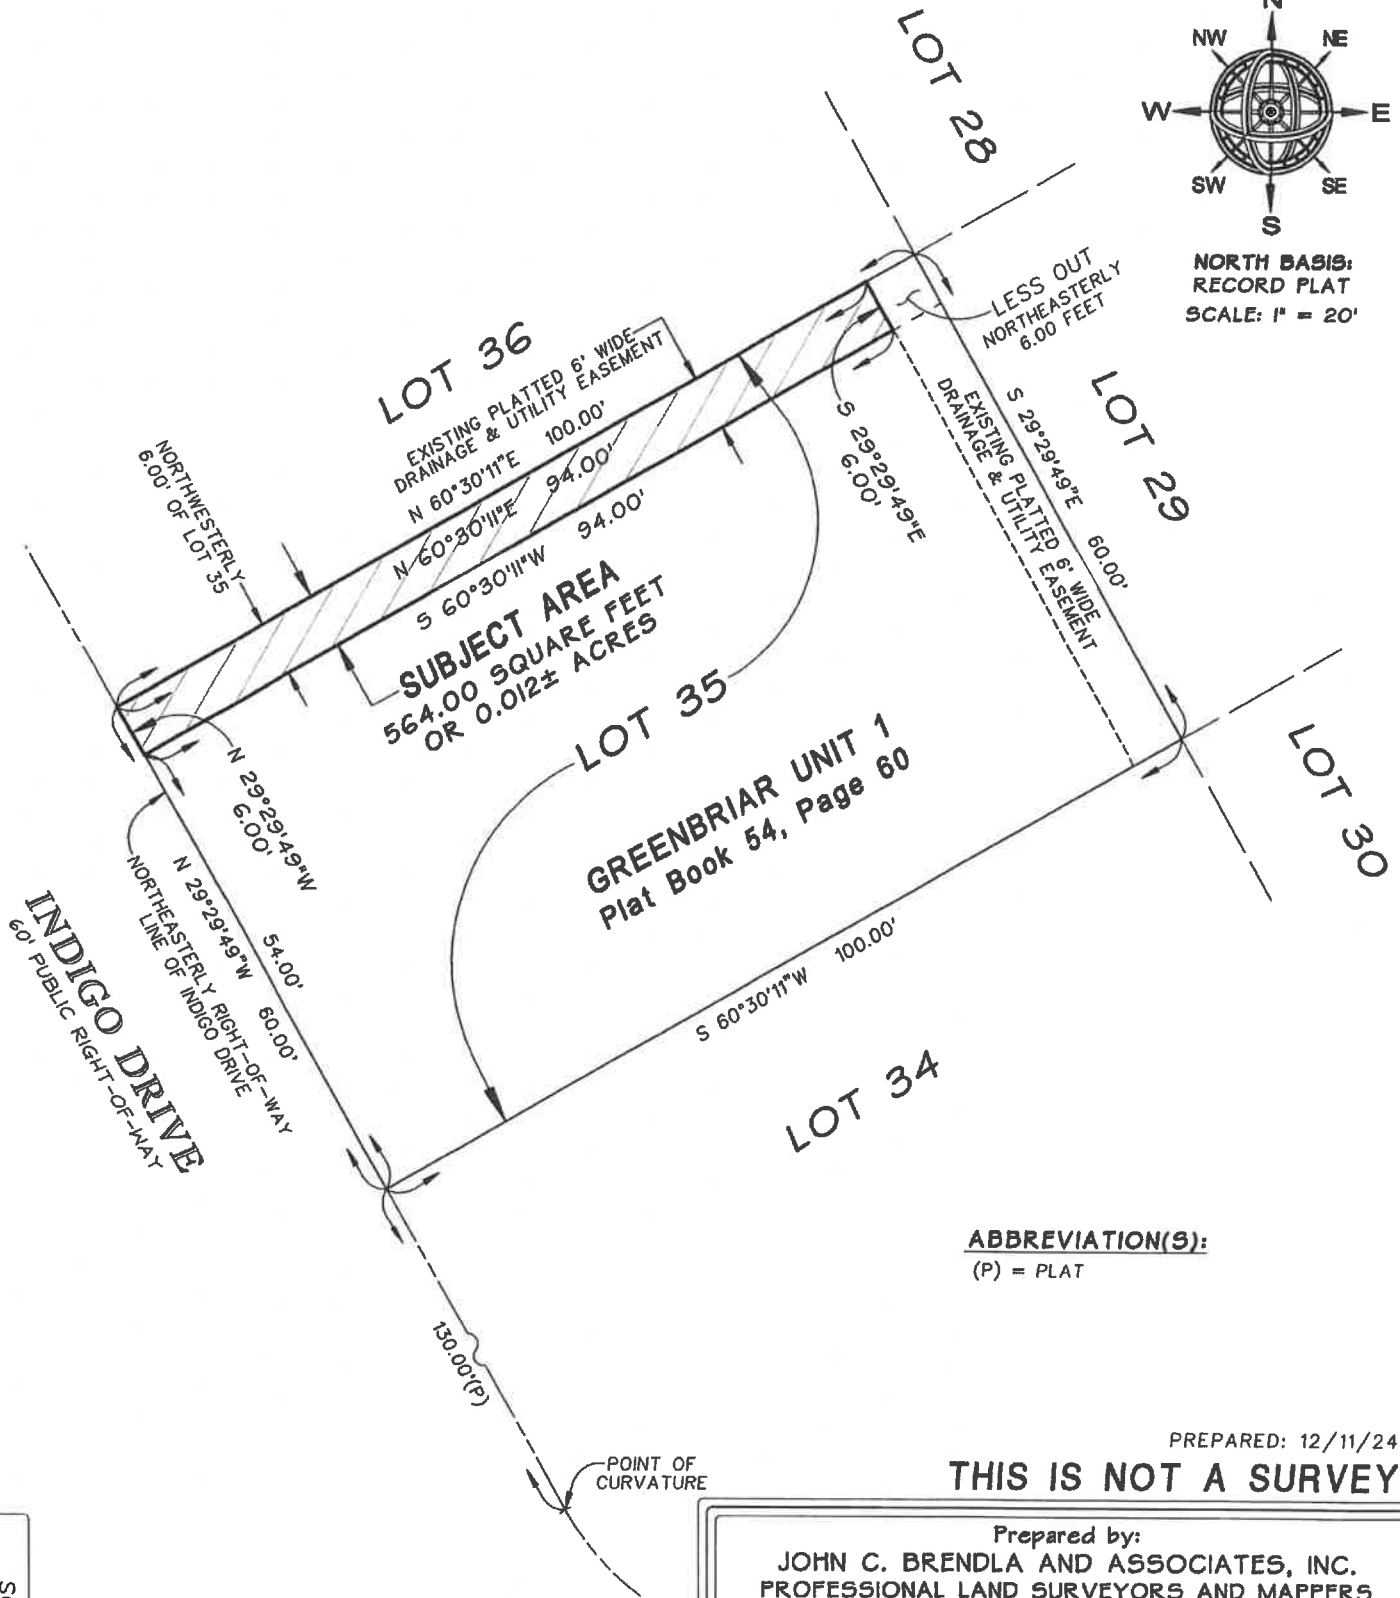 N
NW
NE
W
E
SW
SE
S
NORTH BASIS:
RECORD PLAT
SCALE: 1" = 20'
LOT 28
LESS OUT
NORTHEASTERLY
6.00 FEET
LOT 36
EXISTING PLATTED 6' WIDE
DRAINAGE & UTILITY EASEMENT
N 60°30'11"E 100.00'
N 60°30'11"E 94.00'
S 60°30'11"W 94.00'
NORTHWESTERLY
6.00' OF LOT 35
SUBJECT AREA
564.00 SQUARE FEET
OR 0.012± ACRES
S 29°29'49"E
6.00'
LOT 29
S 29°29'49"E 60.00'
EXISTING PLATTED 6' WIDE
DRAINAGE & UTILITY EASEMENT
LOT 35
GREENBRIAR UNIT 1
Plat Book 54, Page 60
LOT 30
N 29°29'49"W
6.00'
54.00'
N 29°29'49"W 60.00'
NORTHEASTERLY RIGHT-OF-WAY
LINE OF INDIGO DRIVE
INDIGO DRIVE
60' PUBLIC RIGHT-OF-WAY
S 60°30'11"W 100.00'
LOT 34
ABBREVIATION(S):
(P) = PLAT
130.00'(P)
POINT OF
CURVATURE
PREPARED: 12/11/24
THIS IS NOT A SURVEY
Prepared by:
JOHN C. BRENDLA AND ASSOCIATES, INC.
PROFESSIONAL LAND SURVEYORS AND MAPPERS